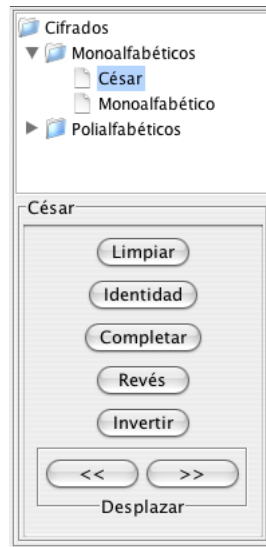 Cifrados
Monoalfabéticos
César
Monoalfabético
Polialfabéticos
César
Limpiar
Identidad
Completar
Revés
Invertir
<< >>
Desplazar